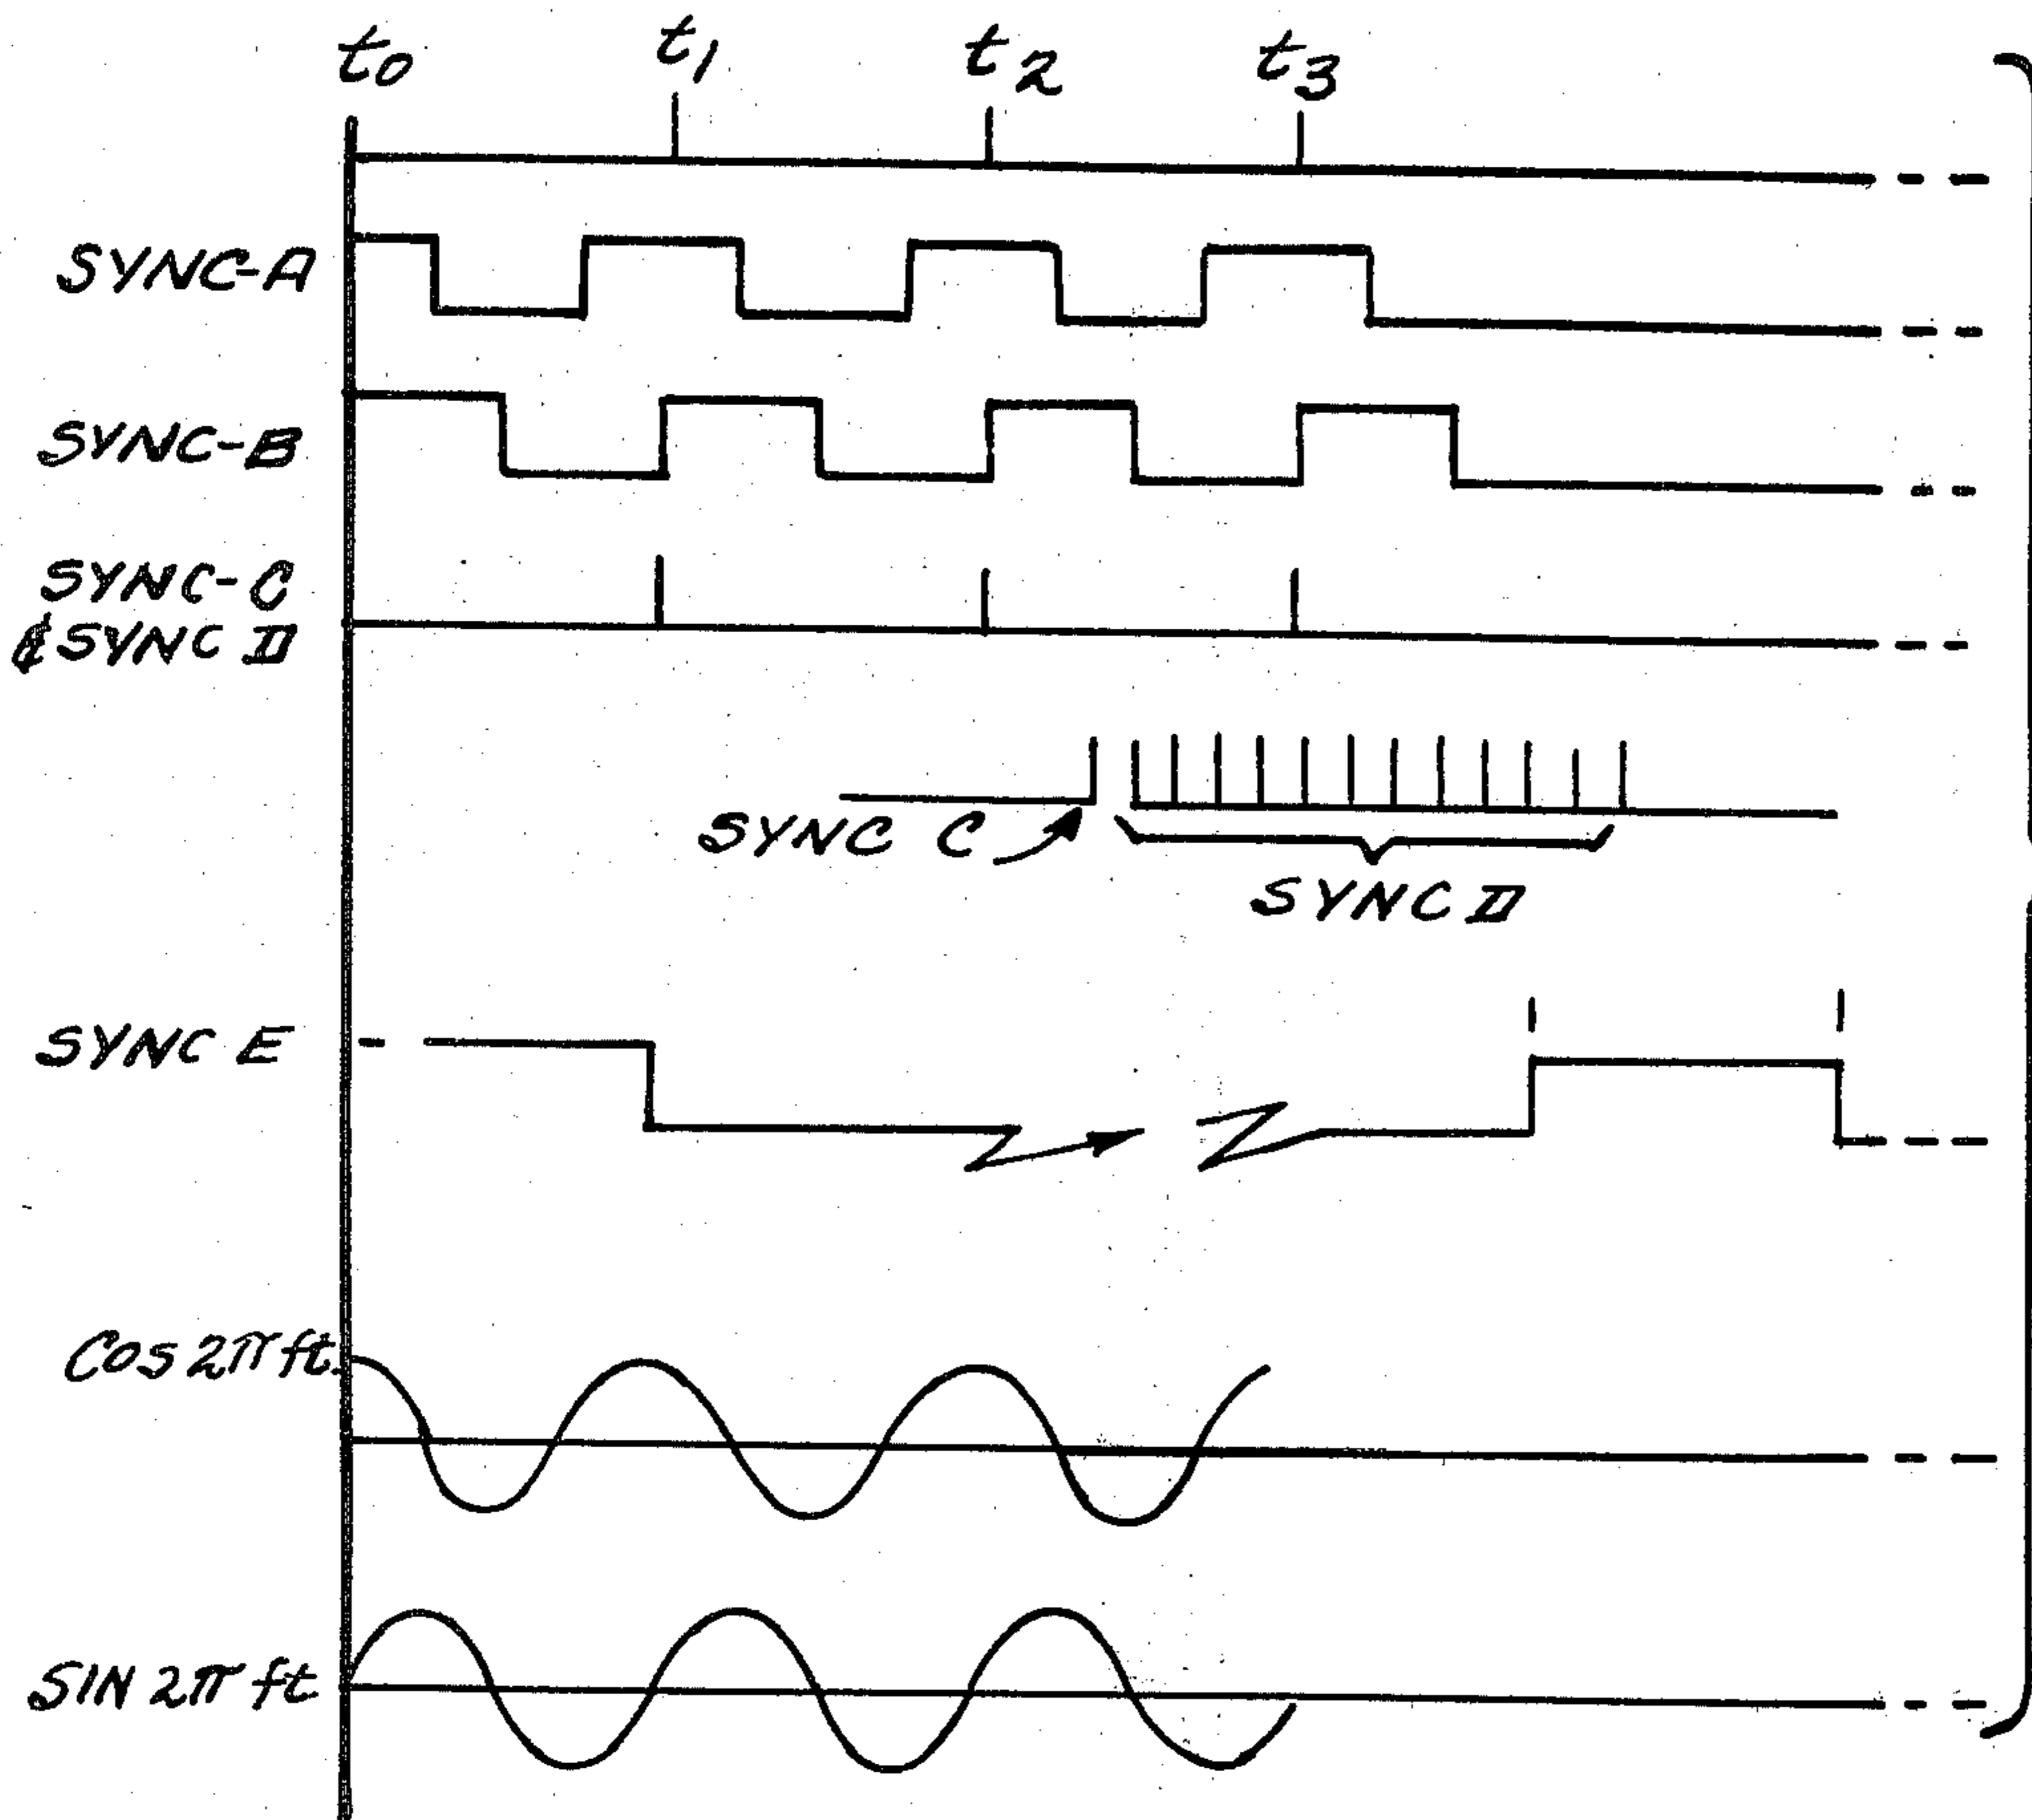 t0 t1 t2 t3
SYNC-A
SYNC-B
SYNC-C
& SYNC D
SYNC C
SYNC D
SYNC E
COS 2π ft.
SIN 2π ft